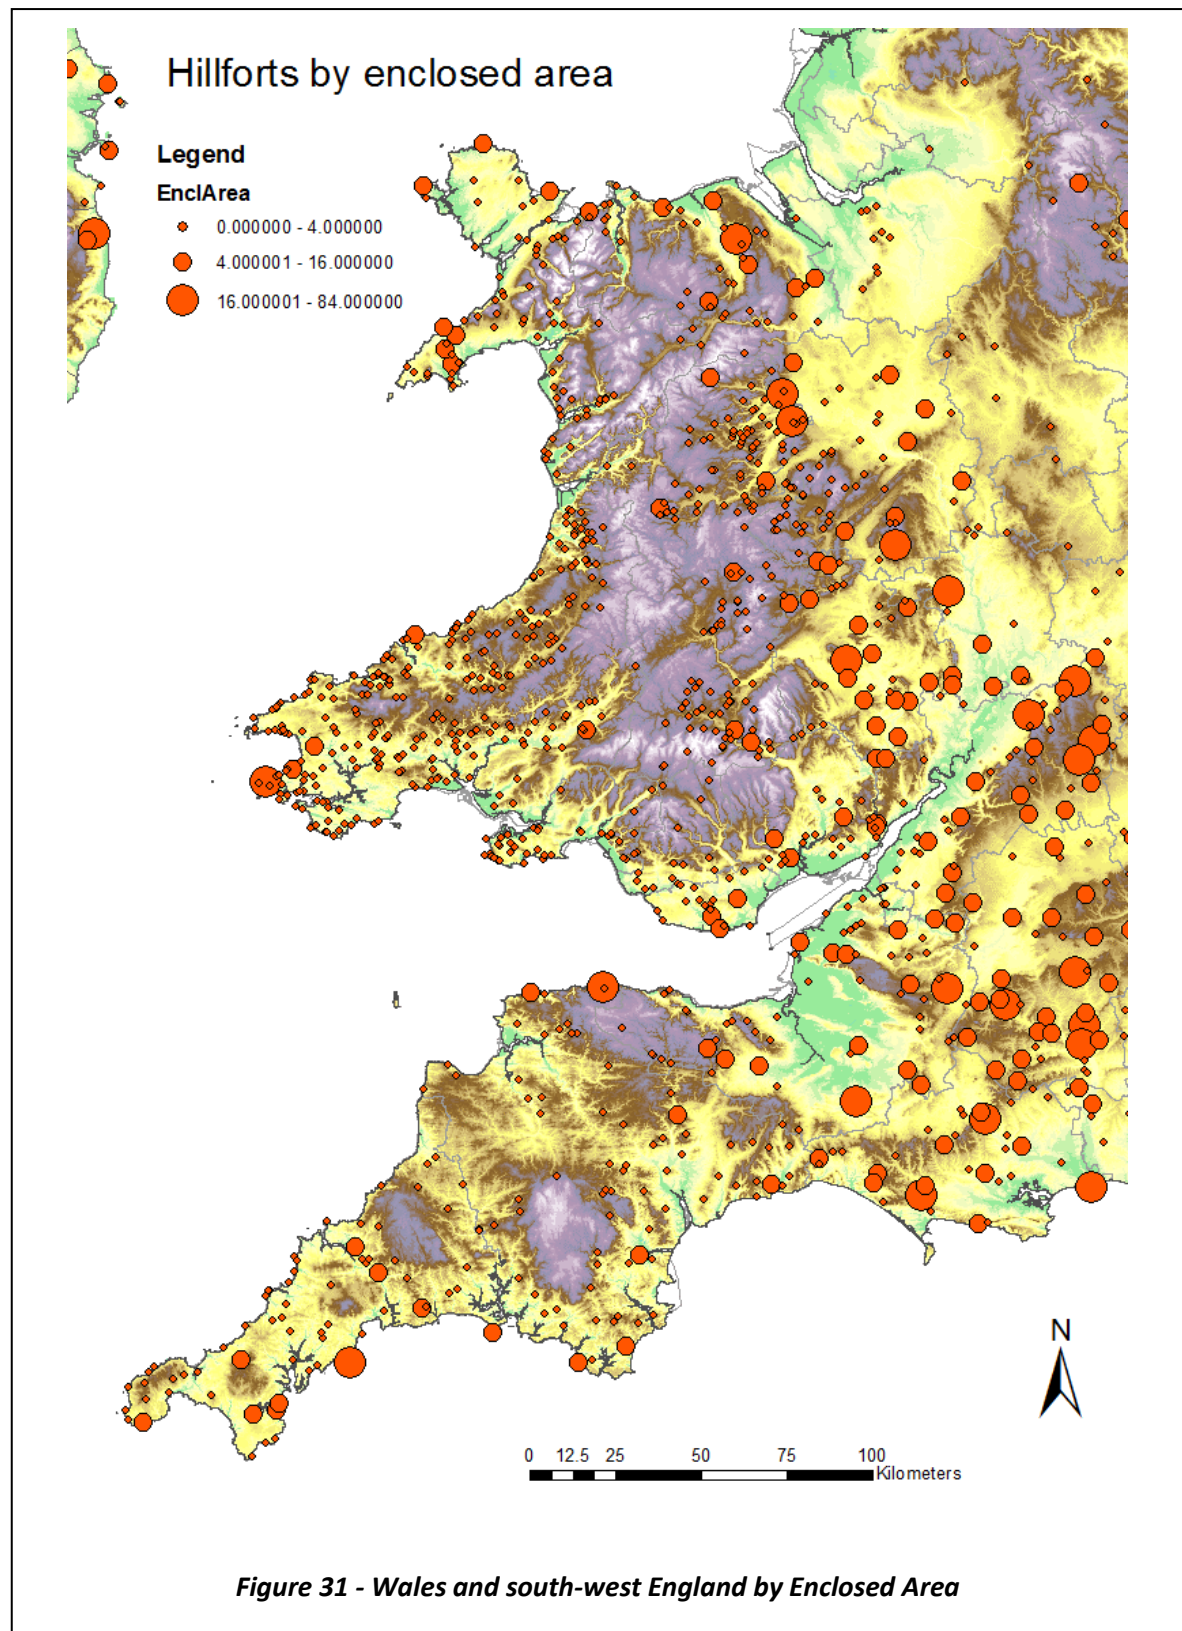 Hillforts by enclosed area
Legend
EnclArea
0.000000 - 4.000000
4.000001 - 16.000000
16.000001 - 84.000000
N
0 12.5 25 50 75 100
Kilometers
Figure 31 - Wales and south-west England by Enclosed Area